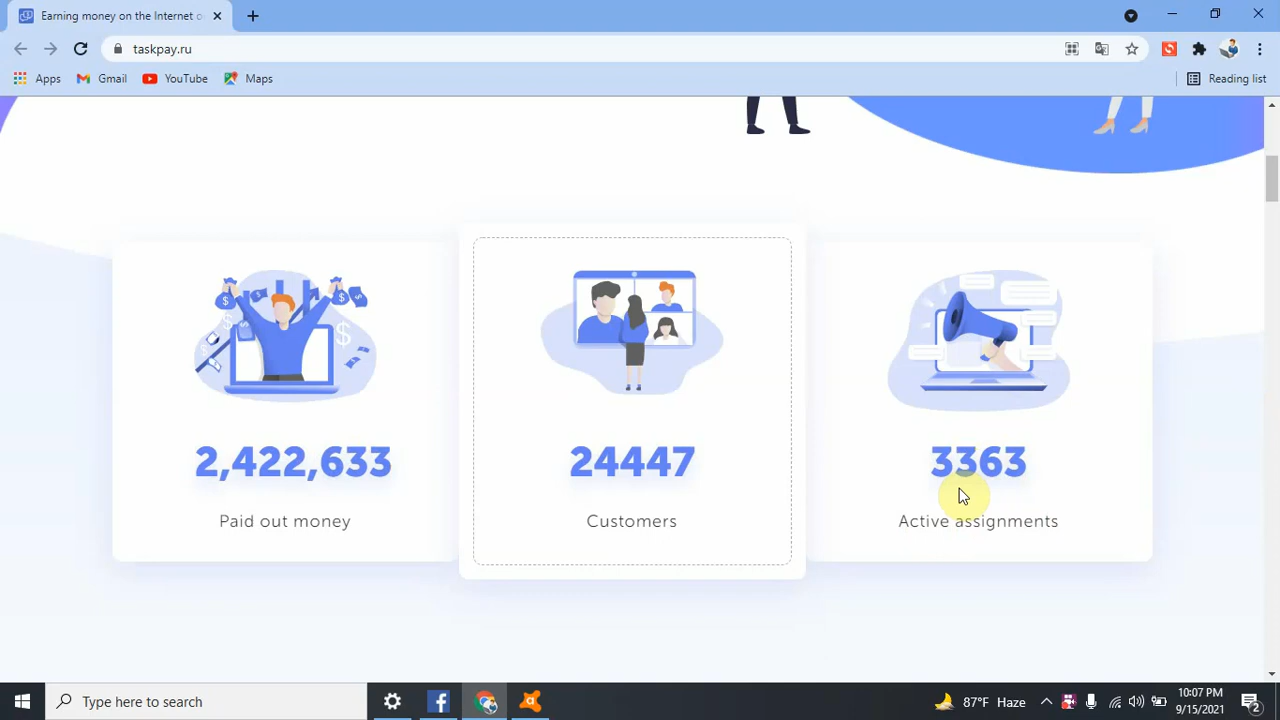 Earning money on the Internet o
taskpay.ru
Apps
Gmail
YouTube
Maps
Reading list
2,422,633
Paid out money
24447
Customers
3363
Active assignments
Type here to search
87°F Haze
10:07 PM
9/15/2021
2